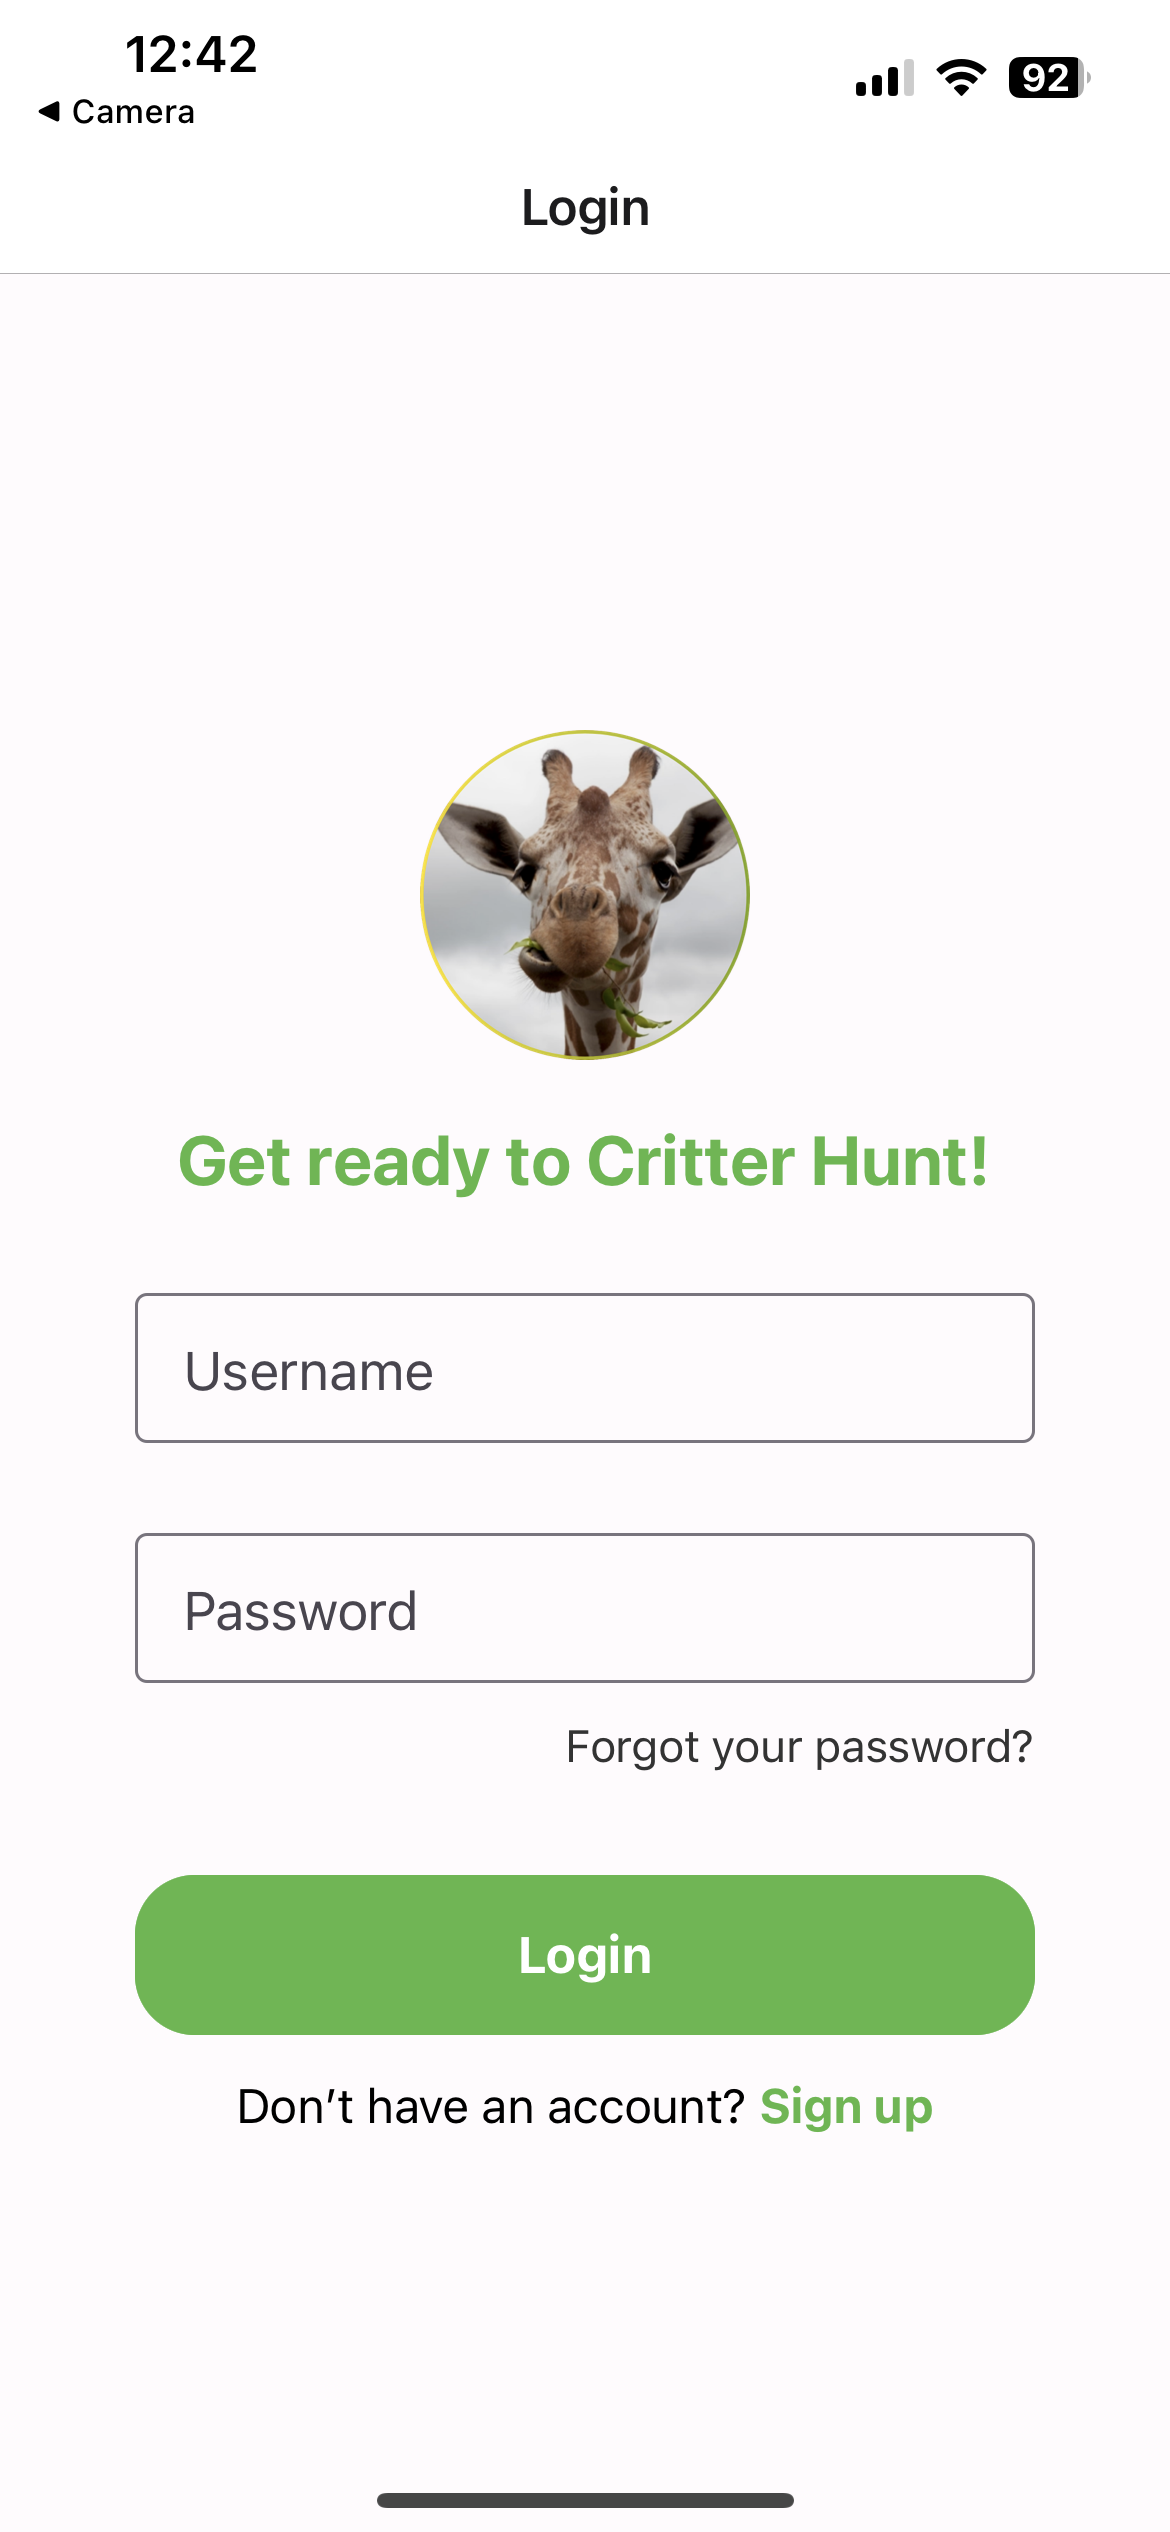 12:42
92
◀ Camera
Login
Get ready to Critter Hunt!
Username
Password
Forgot your password?
Login
Don’t have an account? Sign up